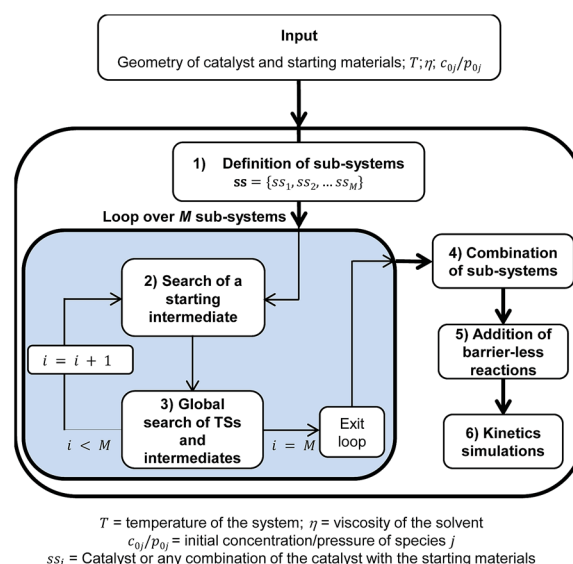 Input
Geometry of catalyst and starting materials; T; η; c₀ⱼ/p₀ⱼ
1) Definition of sub-systems
ss = {ss₁, ss₂, … ss_M}
Loop over M sub-systems
2) Search of a
starting
intermediate
i = i + 1
3) Global
search of TSs
and
intermediates
i < M
i = M
Exit
loop
4) Combination
of sub-systems
5) Addition of
barrier-less
reactions
6) Kinetics
simulations
T = temperature of the system; η = viscosity of the solvent
c₀ⱼ/p₀ⱼ = initial concentration/pressure of species j
ssᵢ = Catalyst or any combination of the catalyst with the starting materials